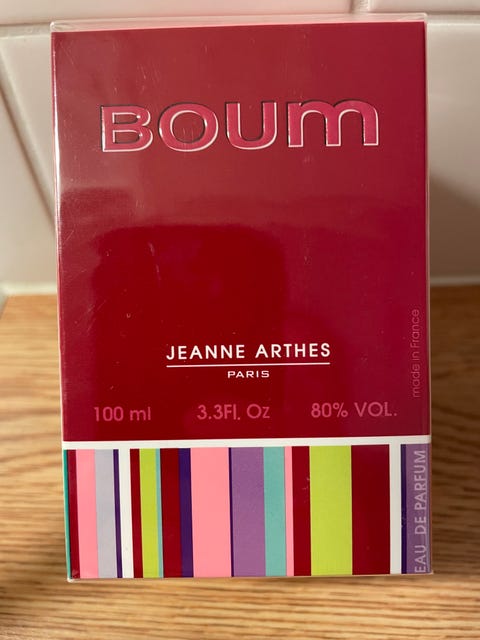 BOUM
JEANNE ARTHES
PARIS
made in France
100 ml 3.3Fl. Oz 80% VOL.
EAU DE PARFUM